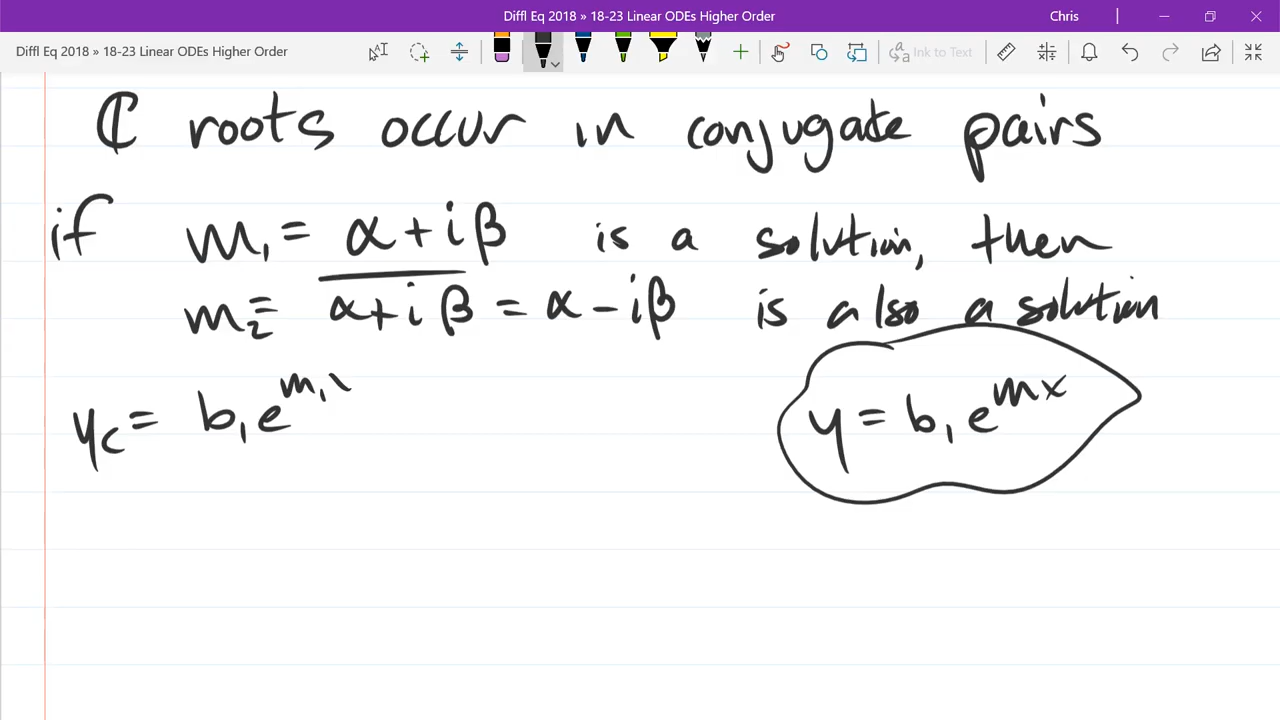 Diffl Eq 2018 » 18-23 Linear ODEs Higher Order
Chris
Diffl Eq 2018 » 18-23 Linear ODEs Higher Order
Ink to Text
ℂ roots occur in conjugate pairs
if m₁ = α + iβ is a solution, then
m₂ = \overline{α + iβ} = α − iβ is also a solution
y_c = b₁e^{m₁x}
y = b₁e^{mx}